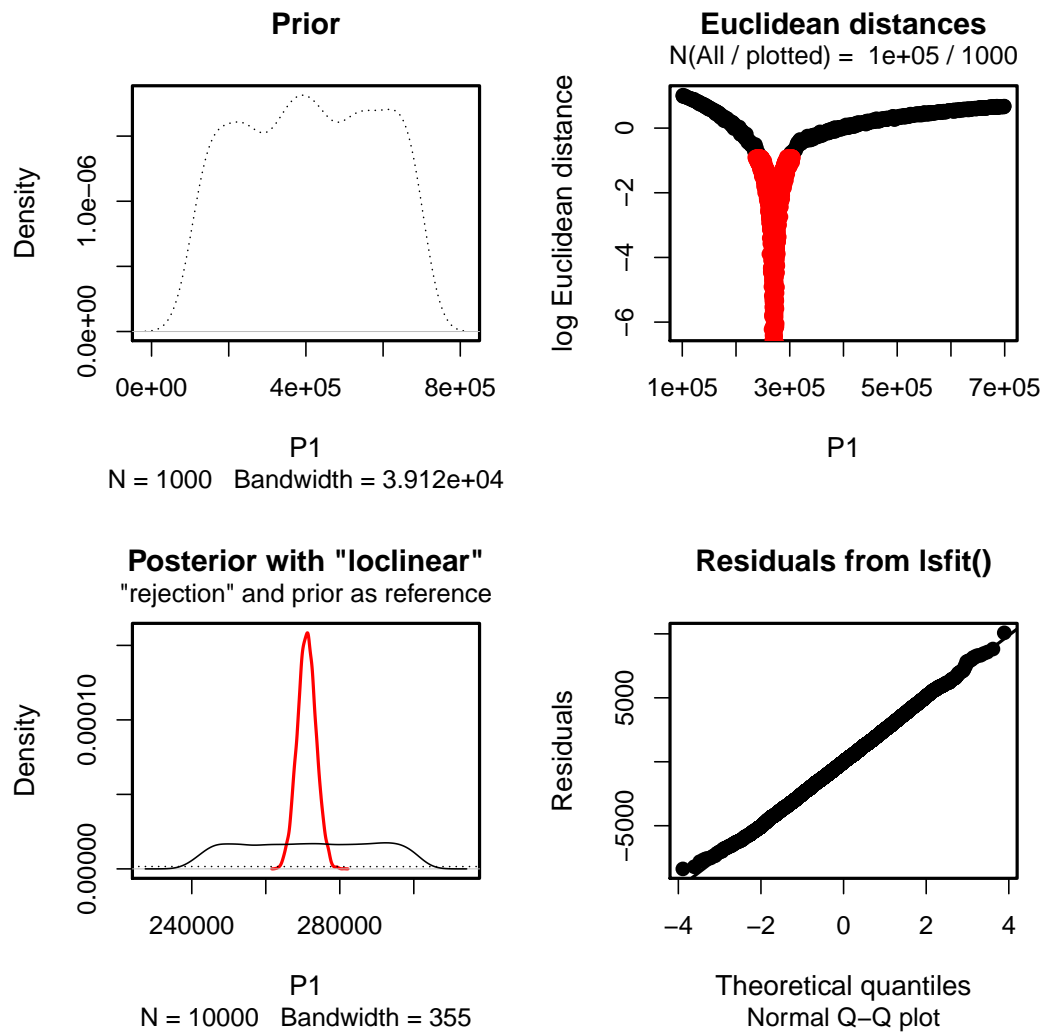 Prior
Density
0.0e+00
1.0e−06
0e+00 4e+05 8e+05
P1
N = 1000 Bandwidth = 3.912e+04
Euclidean distances
N(All / plotted) = 1e+05 / 1000
log Euclidean distance
0
−2
−4
−6
1e+05 3e+05 5e+05 7e+05
P1
Posterior with "loclinear"
"rejection" and prior as reference
Density
0.00000
0.00010
240000 280000
P1
N = 10000 Bandwidth = 355
Residuals from lsfit()
Residuals
5000
−5000
−4 −2 0 2 4
Theoretical quantiles
Normal Q−Q plot